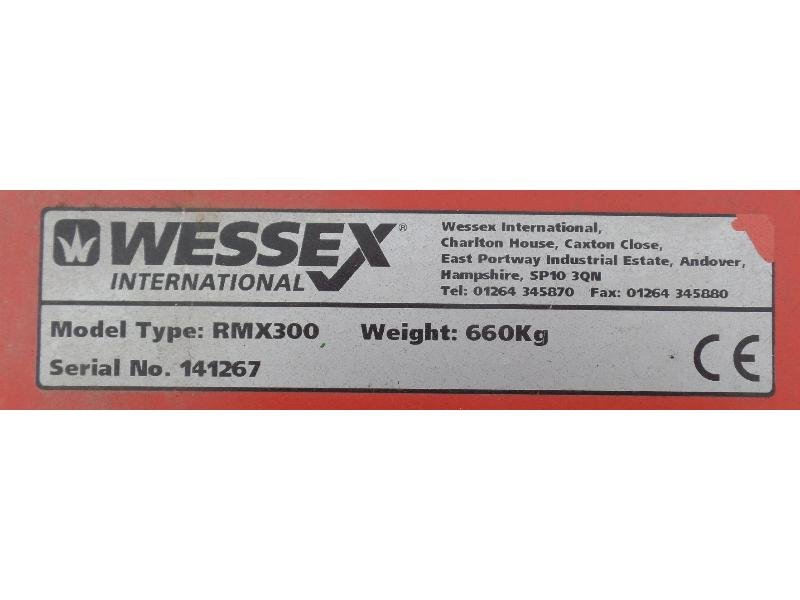 WESSEX®
INTERNATIONAL
Wessex International,
Charlton House, Caxton Close,
East Portway Industrial Estate, Andover,
Hampshire, SP10 3QN
Tel: 01264 345870 Fax: 01264 345880
Model Type: RMX300 Weight: 660Kg
Serial No. 141267
CE